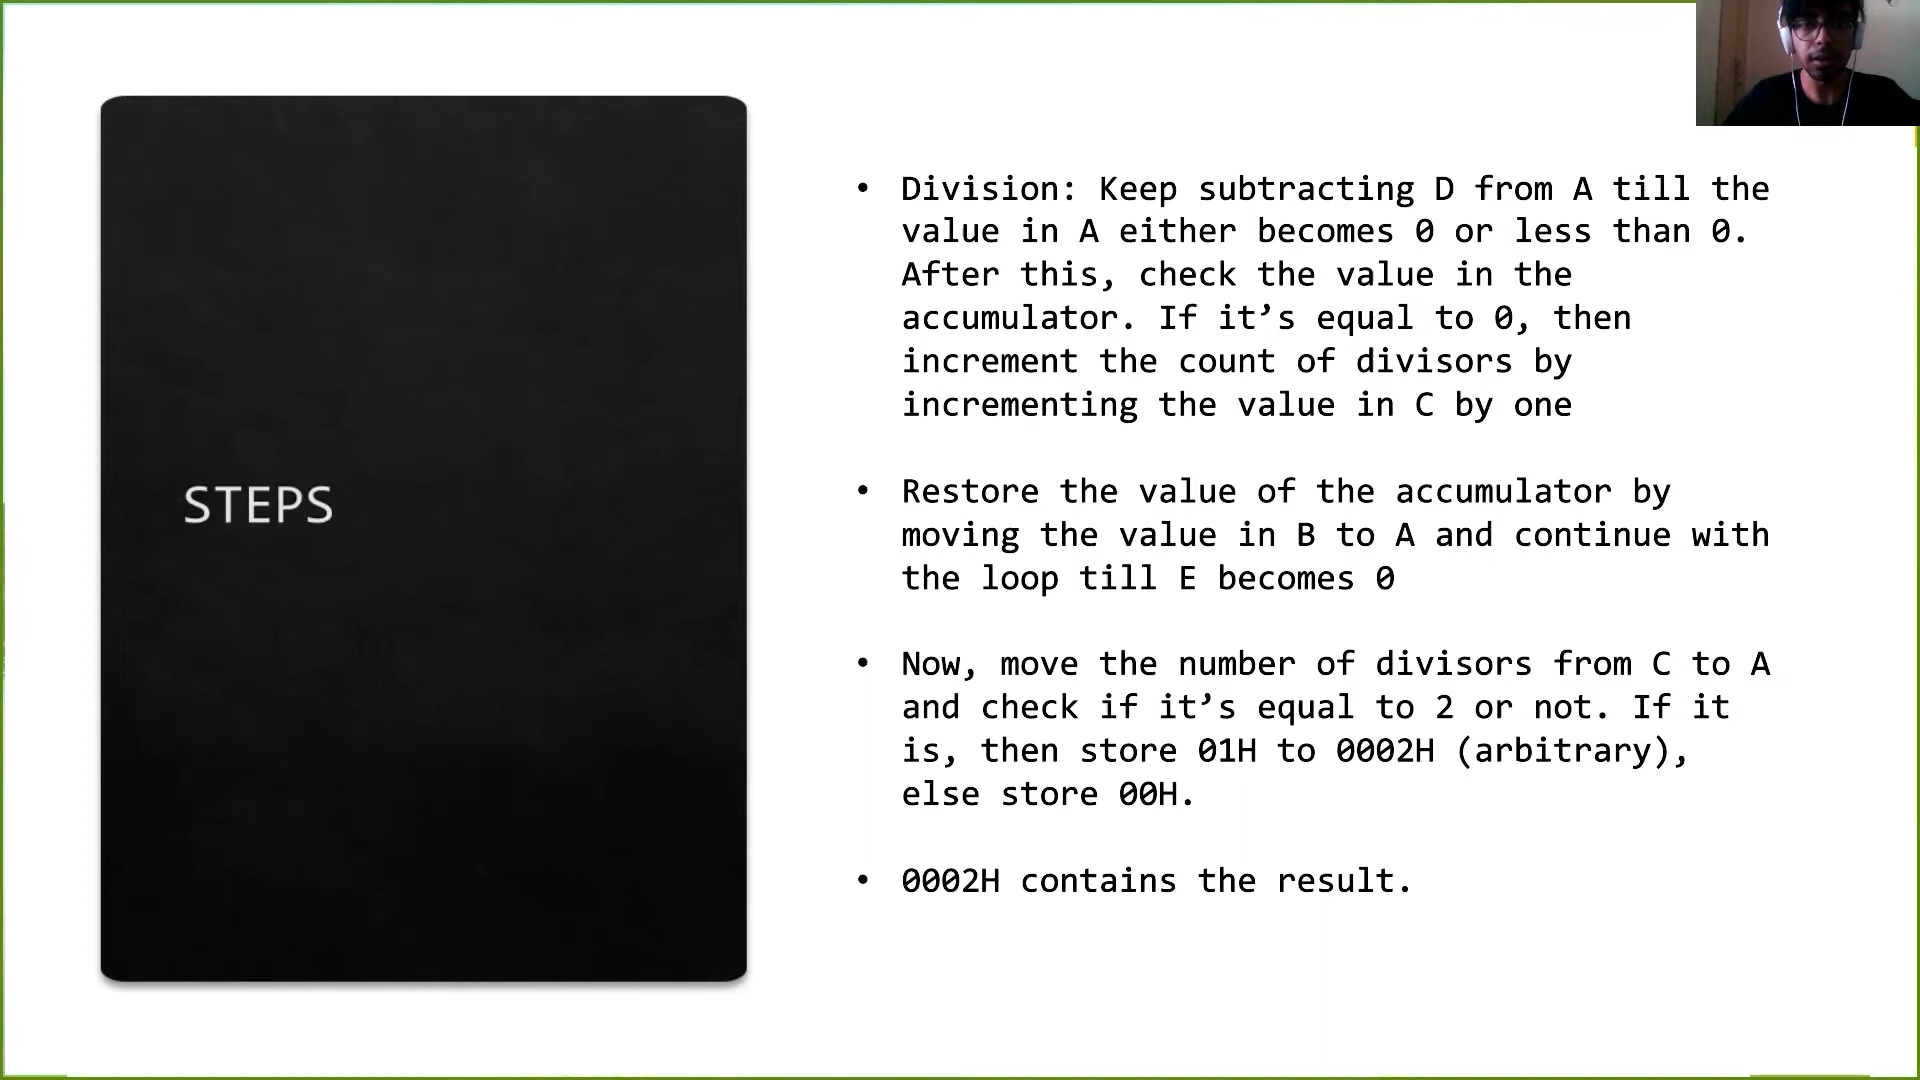 STEPS
• Division: Keep subtracting D from A till the
value in A either becomes 0 or less than 0.
After this, check the value in the
accumulator. If it’s equal to 0, then
increment the count of divisors by
incrementing the value in C by one
• Restore the value of the accumulator by
moving the value in B to A and continue with
the loop till E becomes 0
• Now, move the number of divisors from C to A
and check if it’s equal to 2 or not. If it
is, then store 01H to 0002H (arbitrary),
else store 00H.
• 0002H contains the result.